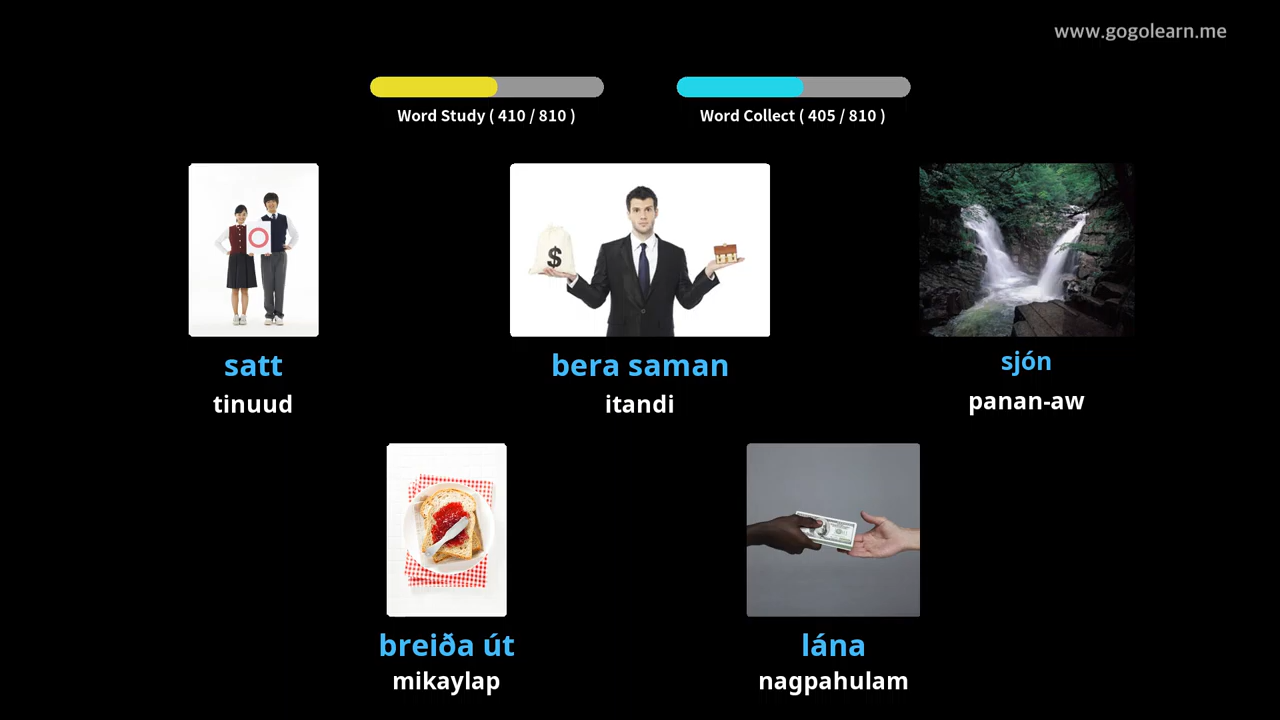 www.gogolearn.me
Word Study ( 410 / 810 )
Word Collect ( 405 / 810 )
$
satt
tinuud
bera saman
itandi
sjón
panan-aw
breiða út
mikaylap
lána
nagpahulam